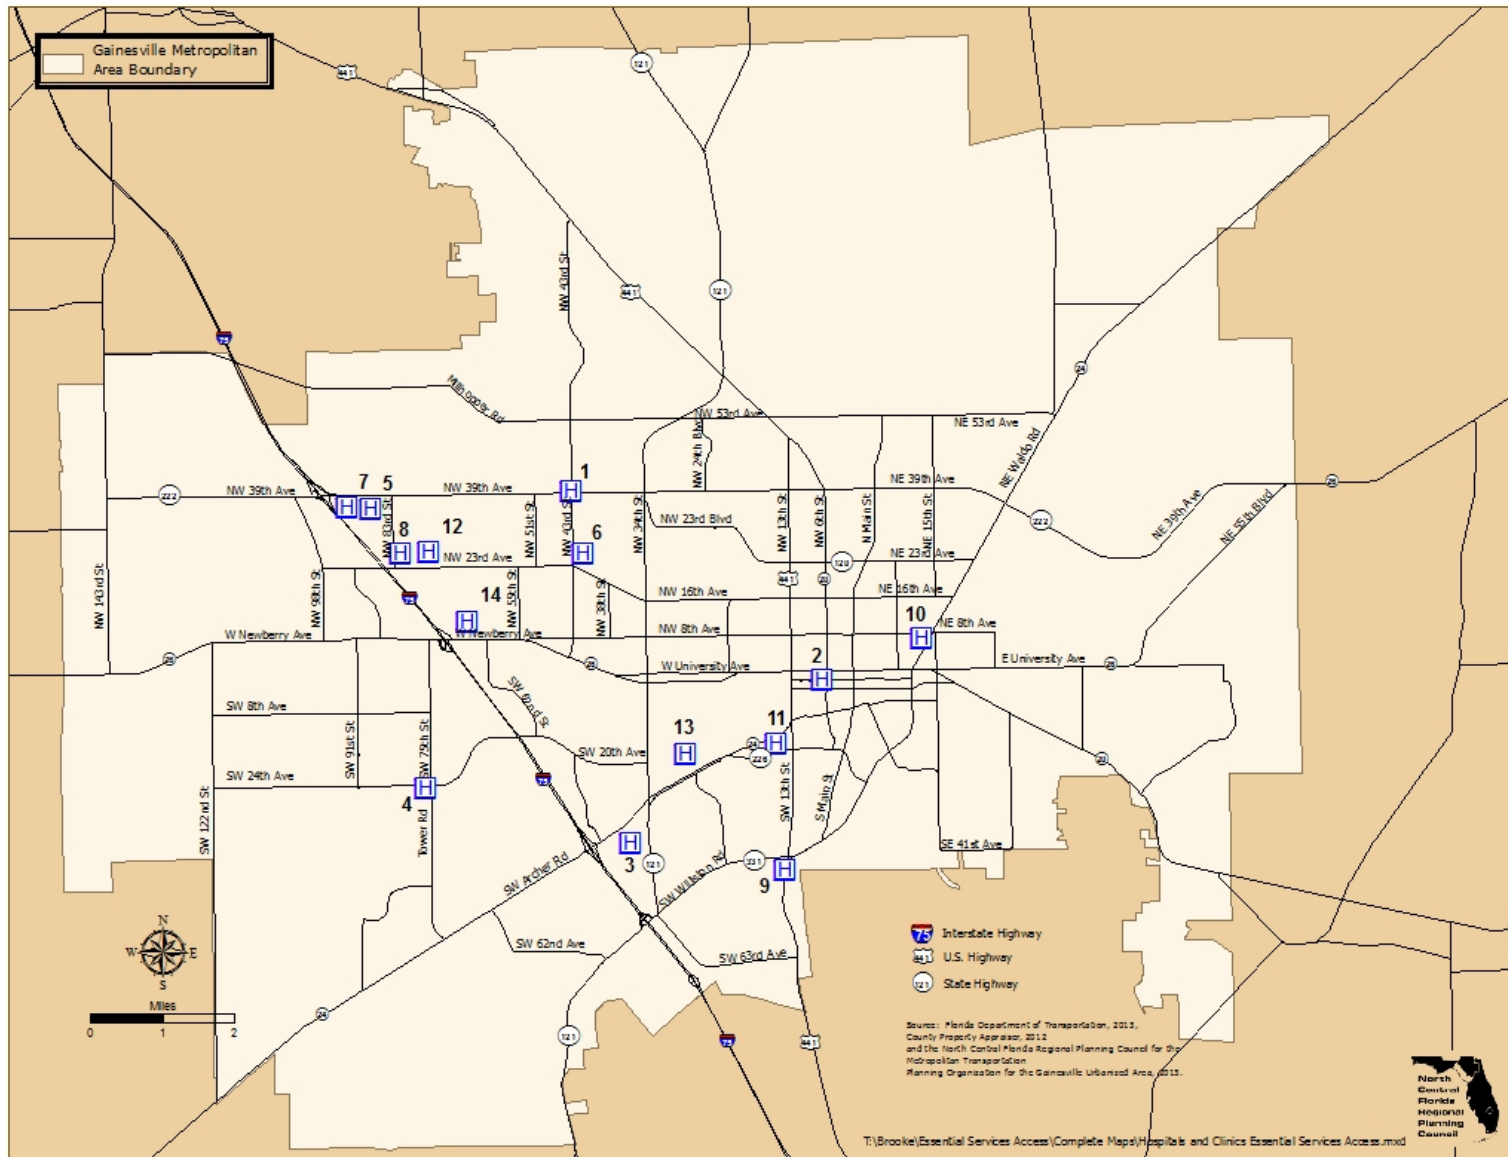 Gainesville Metropolitan
Area Boundary
441
121
NW 43rd St
441
121
75
24
Millhopper Rd
NW 53rd Ave
NE 53rd Ave
NW 24th Blvd
NE Waldo Rd
7
5
1
222
NW 39th Ave
NW 39th Ave
NE 39th Ave
26
NW 83rd St
NW 51st St
NW 43rd St
NW 34th St
NW 13th St
NW 6th St
N Main St
NE 15th St
222
NE 39th Ave
NE 55th Blvd
8
12
6
NW 23rd Blvd
NW 23rd Ave
120
NE 23rd Ave
NW 143rd St
NW 98th St
75
14
NW 55th St
NW 38th St
NW 16th Ave
441
20
NE 16th Ave
10
W Newberry Ave
W Newberry Ave
NW 8th Ave
NE 8th Ave
26
26
W University Ave
2
E University Ave
26
SW 8th Ave
SW 62nd St
SW 91st St
SW 75th St
13
11
SW 20th Ave
24
226
20
SW 24th Ave
75
4
SW 122nd St
Tower Rd
SW 13th St
S Main St
3
SW Archer Rd
121
SW Williston Rd
331
9
SE 41st Ave
N
W
E
S
SW 62nd Ave
SW 63rd Ave
75
Interstate Highway
441
U.S. Highway
121
State Highway
Miles
0
1
2
24
121
75
441
Source: Florida Department of Transportation, 2013,
County Property Appraiser, 2012
and the North Central Florida Regional Planning Council for the
Metropolitan Transportation
Planning Organization for the Gainesville Urbanized Area, 2013.
North
Central
Florida
Regional
Planning
Council
T:\Brooke\Essential Services Access\Complete Maps\Hospitals and Clinics Essential Services Access.mxd